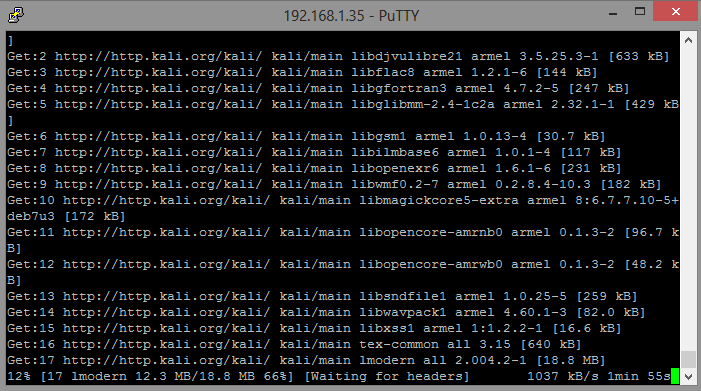 192.168.1.35 - PuTTY
]
Get:2 http://http.kali.org/kali/ kali/main libdjvulibre21 armel 3.5.25.3-1 [633 kB]
Get:3 http://http.kali.org/kali/ kali/main libflac8 armel 1.2.1-6 [144 kB]
Get:4 http://http.kali.org/kali/ kali/main libgfortran3 armel 4.7.2-5 [247 kB]
Get:5 http://http.kali.org/kali/ kali/main libglibmm-2.4-1c2a armel 2.32.1-1 [429 kB
]
Get:6 http://http.kali.org/kali/ kali/main libgsm1 armel 1.0.13-4 [30.7 kB]
Get:7 http://http.kali.org/kali/ kali/main libilmbase6 armel 1.0.1-4 [117 kB]
Get:8 http://http.kali.org/kali/ kali/main libopenexr6 armel 1.6.1-6 [231 kB]
Get:9 http://http.kali.org/kali/ kali/main libwmf0.2-7 armel 0.2.8.4-10.3 [182 kB]
Get:10 http://http.kali.org/kali/ kali/main libmagickcore5-extra armel 8:6.7.7.10-5+
deb7u3 [172 kB]
Get:11 http://http.kali.org/kali/ kali/main libopencore-amrnb0 armel 0.1.3-2 [96.7 k
B]
Get:12 http://http.kali.org/kali/ kali/main libopencore-amrwb0 armel 0.1.3-2 [48.2 k
B]
Get:13 http://http.kali.org/kali/ kali/main libsndfile1 armel 1.0.25-5 [259 kB]
Get:14 http://http.kali.org/kali/ kali/main libwavpack1 armel 4.60.1-3 [82.0 kB]
Get:15 http://http.kali.org/kali/ kali/main libxss1 armel 1:1.2.2-1 [16.6 kB]
Get:16 http://http.kali.org/kali/ kali/main tex-common all 3.15 [640 kB]
Get:17 http://http.kali.org/kali/ kali/main lmodern all 2.004.2-1 [18.8 MB]
12% [17 lmodern 12.3 MB/18.8 MB 66%] [Waiting for headers] 1037 kB/s 1min 55s